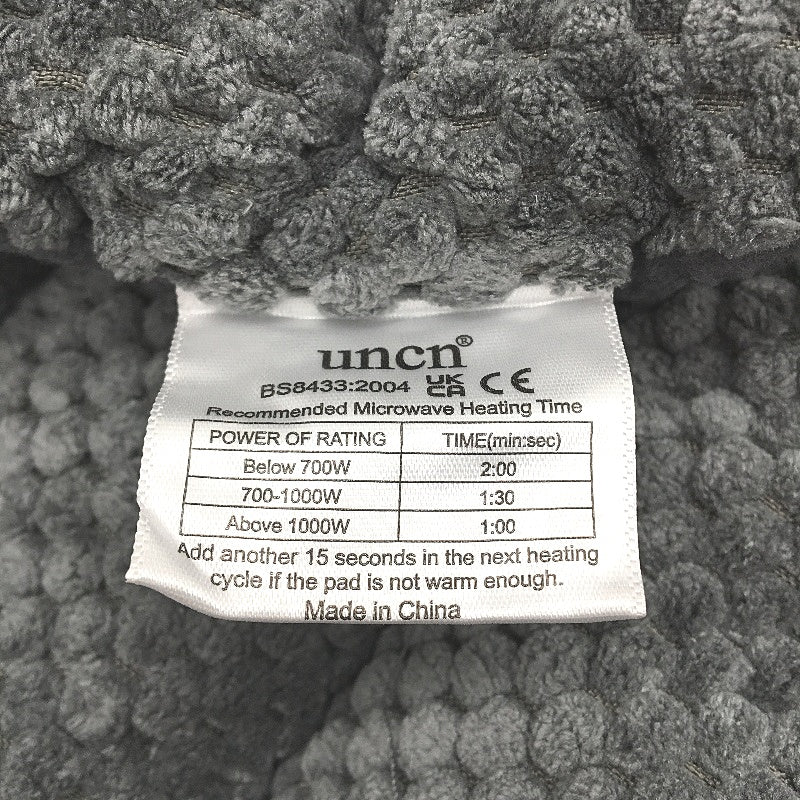 uncn®
BS8433:2004 UK CA CE
Recommended Microwave Heating Time
POWER OF RATING TIME(min:sec)
Below 700W 2:00
700-1000W 1:30
Above 1000W 1:00
Add another 15 seconds in the next heating
cycle if the pad is not warm enough.
Made in China